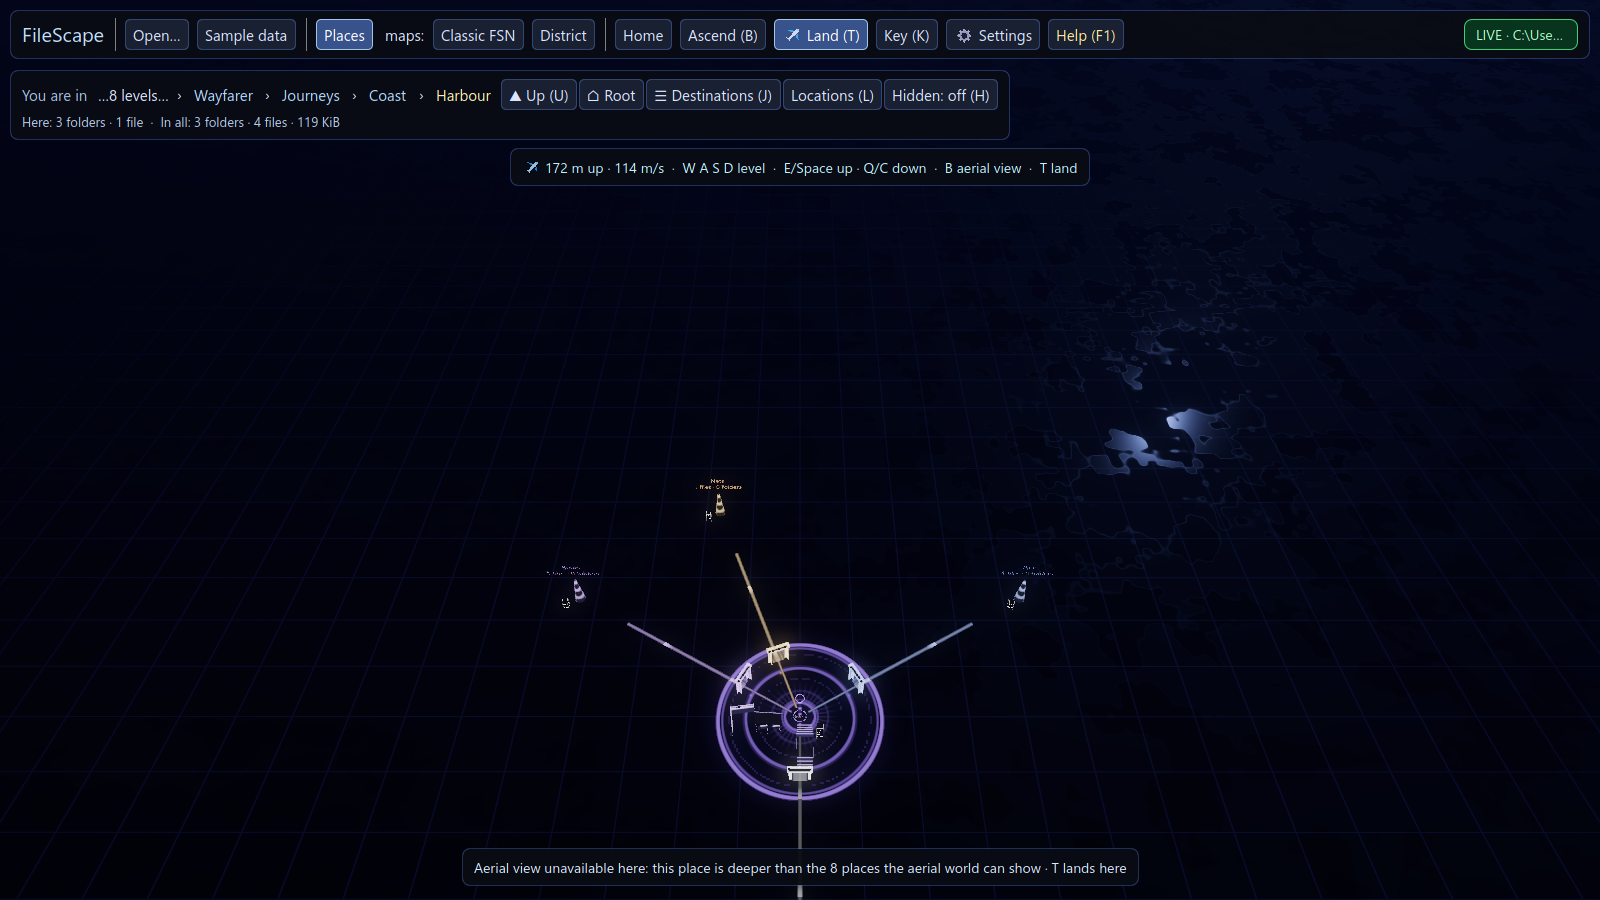 FileScape Open... Sample data Places maps: Classic FSN District Home Ascend (B) Land (T) Key (K) Settings Help (F1) LIVE · C:\Use...
You are in ...8 levels... › Wayfarer › Journeys › Coast › Harbour ▲ Up (U) Root ☰ Destinations (J) Locations (L) Hidden: off (H)
Here: 3 folders · 1 file · In all: 3 folders · 4 files · 119 KiB
172 m up · 114 m/s · W A S D level · E/Space up · Q/C down · B aerial view · T land
Aerial view unavailable here: this place is deeper than the 8 places the aerial world can show · T lands here